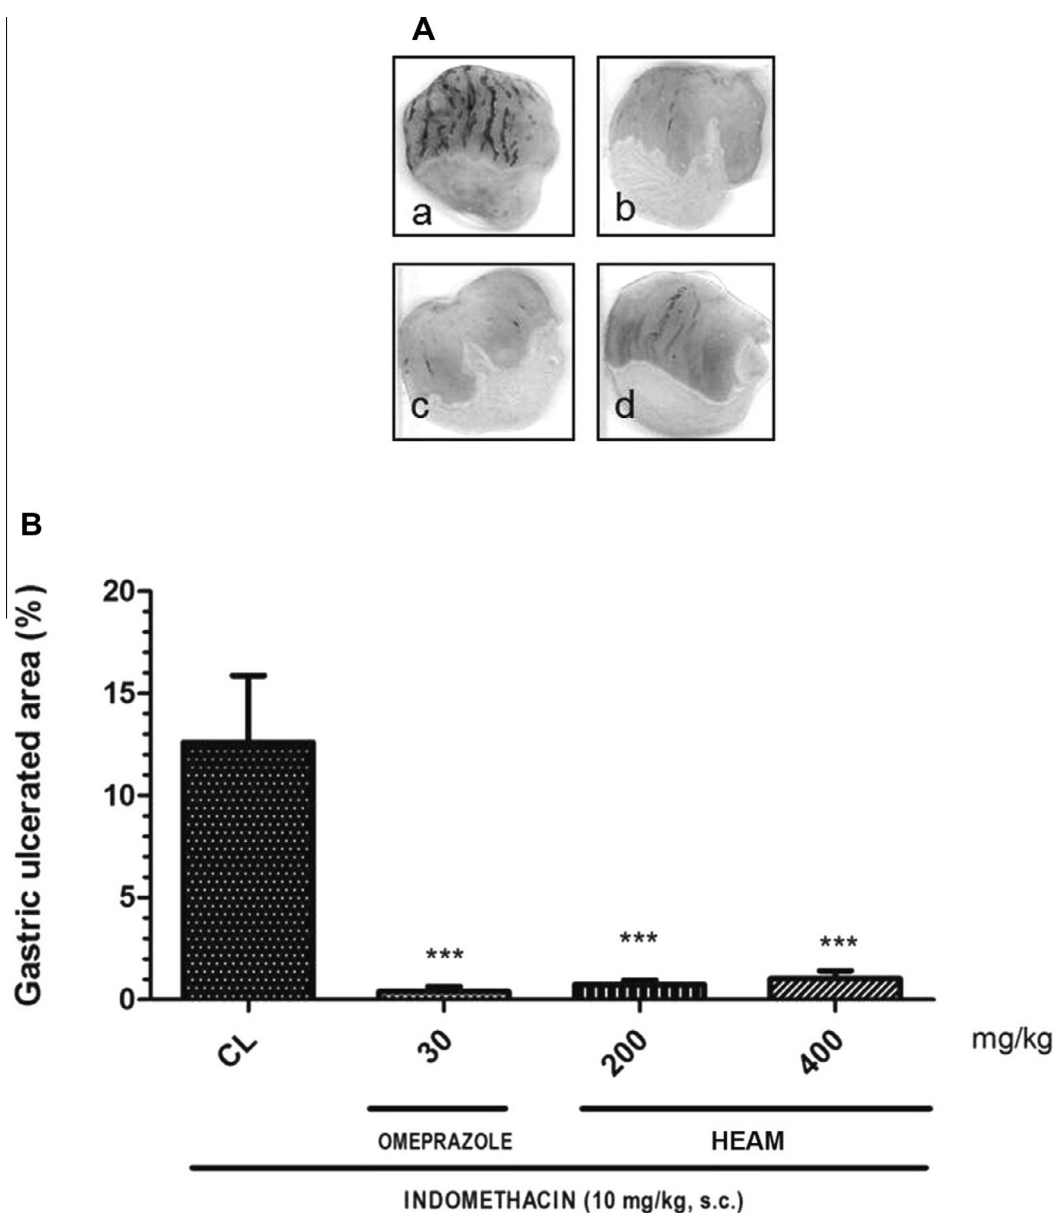 A
a
b
c
d
B
Gastric ulcerated area (%)
20
15
10
5
0
***
***
***
CL
30
200
400
mg/kg
OMEPRAZOLE
HEAM
INDOMETHACIN (10 mg/kg, s.c.)